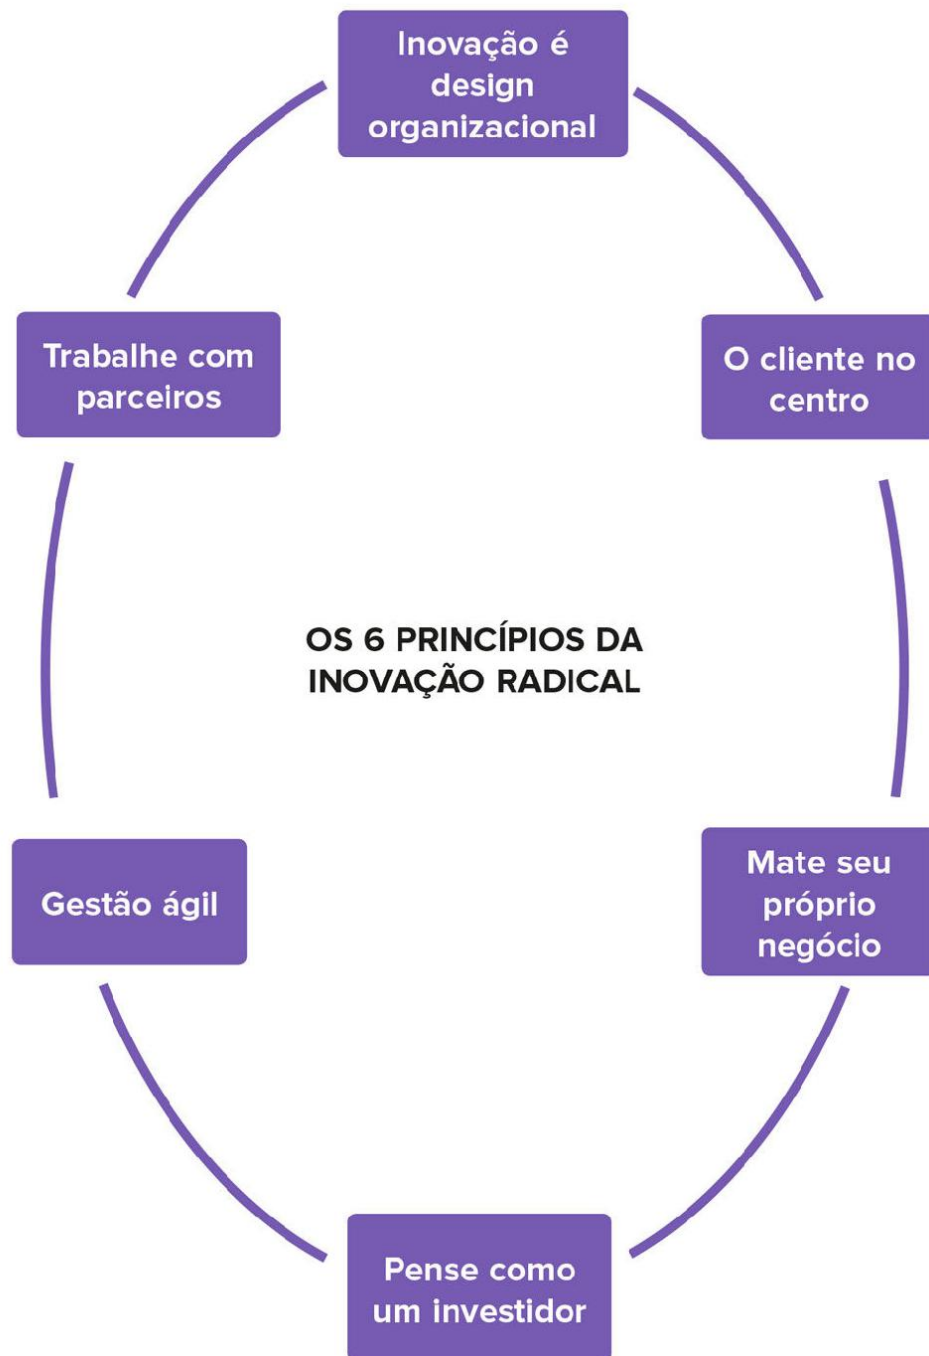 Inovação é
design
organizacional
Trabalhe com
parceiros
O cliente no
centro
OS 6 PRINCÍPIOS DA
INOVAÇÃO RADICAL
Gestão ágil
Mate seu
próprio
negócio
Pense como
um investidor